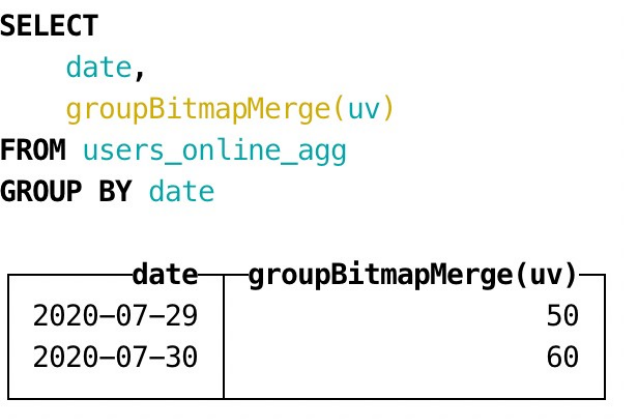 SELECT
date,
groupBitmapMerge(uv)
FROM users_online_agg
GROUP BY date
date groupBitmapMerge(uv)
2020-07-29 50
2020-07-30 60